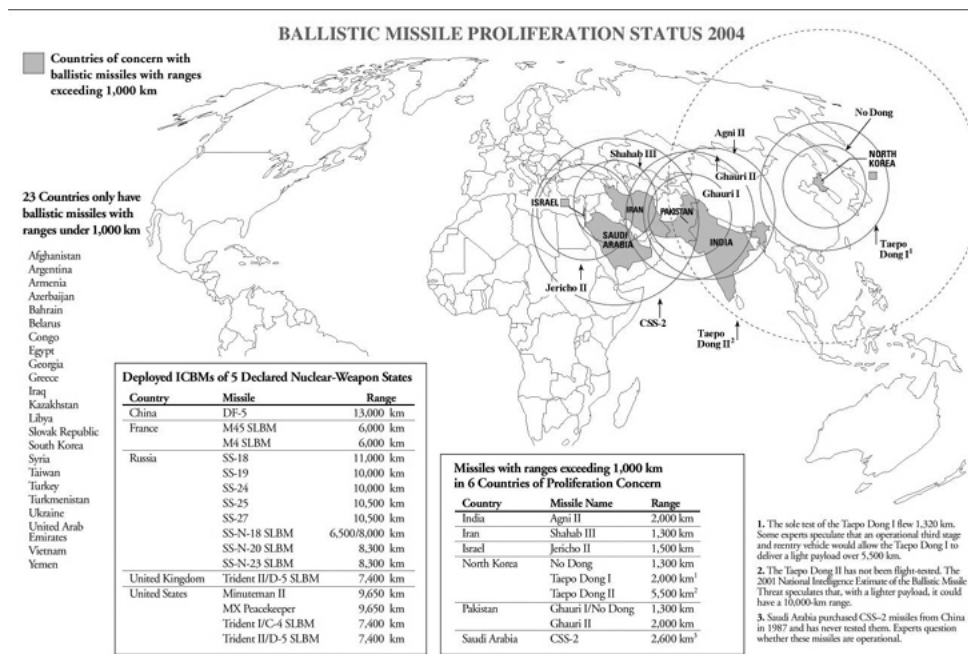 BALLISTIC MISSILE PROLIFERATION STATUS 2004
Countries of concern with
ballistic missiles with ranges
exceeding 1,000 km
23 Countries only have
ballistic missiles with
ranges under 1,000 km
Afghanistan
Argentina
Armenia
Azerbaijan
Bahrain
Belarus
Congo
Egypt
Georgia
Greece
Iraq
Kazakhstan
Libya
Slovak Republic
South Korea
Syria
Taiwan
Turkey
Turkmenistan
Ukraine
United Arab
Emirates
Vietnam
Yemen
No Dong
Agni II
NORTH
KOREA
Shahab III
Ghauri II
Ghauri I
ISRAEL
IRAN
PAKISTAN
SAUDI
ARABIA
INDIA
Taepo
Dong I1
Jericho II
CSS-2
Taepo
Dong II2
Deployed ICBMs of 5 Declared Nuclear-Weapon States
Country Missile Range
China DF-5 13,000 km
France M45 SLBM 6,000 km
M4 SLBM 6,000 km
Russia SS-18 11,000 km
SS-19 10,000 km
SS-24 10,000 km
SS-25 10,500 km
SS-27 10,500 km
SS-N-18 SLBM 6,500/8,000 km
SS-N-20 SLBM 8,300 km
SS-N-23 SLBM 8,300 km
United Kingdom Trident II/D-5 SLBM 7,400 km
United States Minuteman II 9,650 km
MX Peacekeeper 9,650 km
Trident I/C-4 SLBM 7,400 km
Trident II/D-5 SLBM 7,400 km
Missiles with ranges exceeding 1,000 km
in 6 Countries of Proliferation Concern
Country Missile Name Range
India Agni II 2,000 km
Iran Shahab III 1,300 km
Israel Jericho II 1,500 km
North Korea No Dong 1,300 km
Taepo Dong I 2,000 km1
Taepo Dong II 5,500 km2
Pakistan Ghauri I/No Dong 1,300 km
Ghauri II 2,000 km
Saudi Arabia CSS-2 2,600 km3
1. The sole test of the Taepo Dong I flew 1,320 km.
Some experts speculate that an operational third stage
and reentry vehicle would allow the Taepo Dong I to
deliver a light payload over 5,500 km.
2. The Taepo Dong II has not been flight-tested. The
2001 National Intelligence Estimate of the Ballistic Missile
Threat speculates that, with a lighter payload, it could
have a 10,000-km range.
3. Saudi Arabia purchased CSS–2 missiles from China
in 1987 and has never tested them. Experts question
whether these missiles are operational.